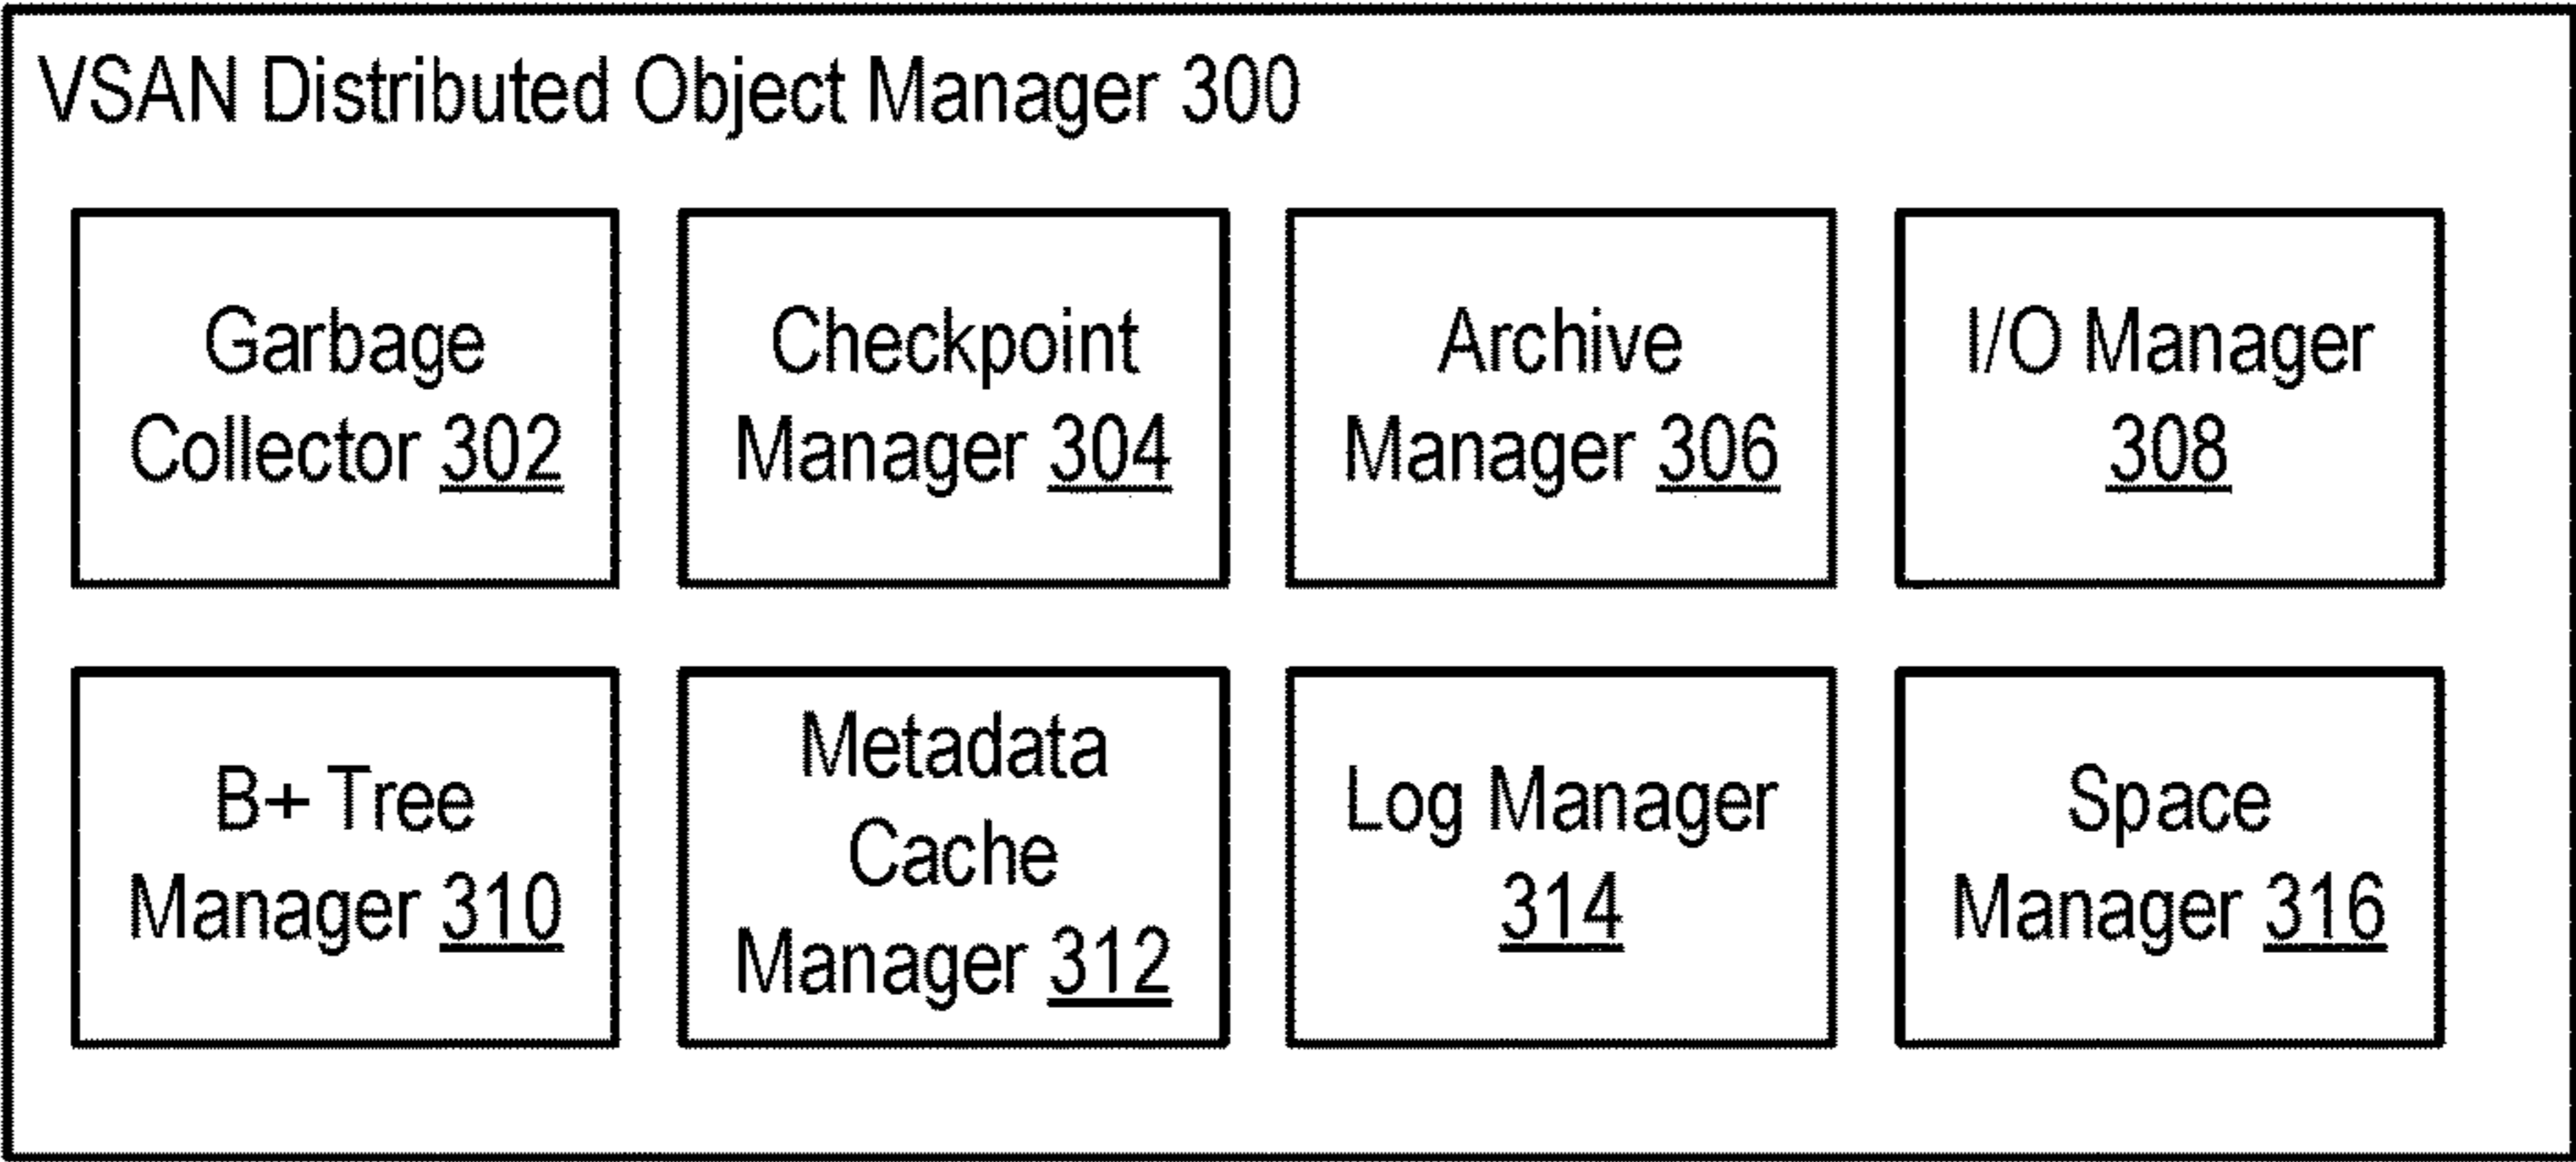 VSAN Distributed Object Manager 300
Garbage
Collector 302
Checkpoint
Manager 304
Archive
Manager 306
I/O Manager
308
B+ Tree
Manager 310
Metadata
Cache
Manager 312
Log Manager
314
Space
Manager 316